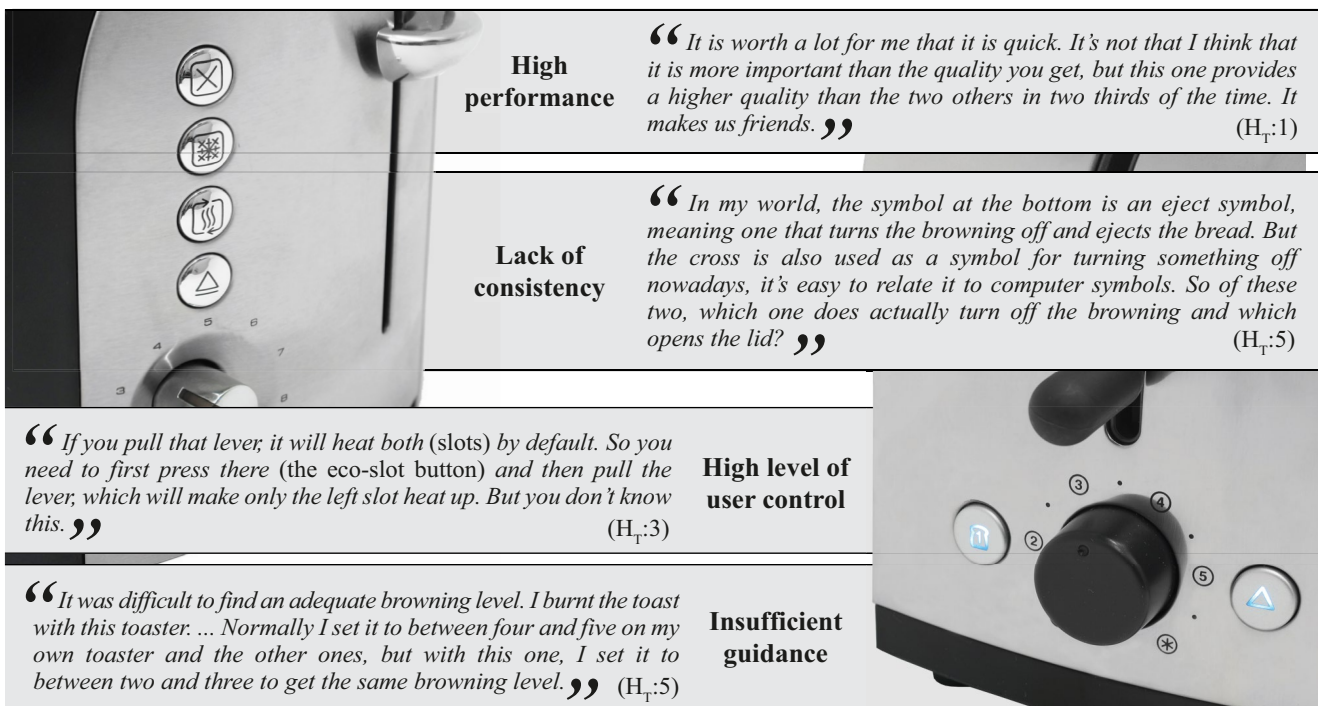 High
performance
“ It is worth a lot for me that it is quick. It’s not that I think that
it is more important than the quality you get, but this one provides
a higher quality than the two others in two thirds of the time. It
makes us friends. ”
(H_T:1)
Lack of
consistency
“ In my world, the symbol at the bottom is an eject symbol,
meaning one that turns the browning off and ejects the bread. But
the cross is also used as a symbol for turning something off
nowadays, it’s easy to relate it to computer symbols. So of these
two, which one does actually turn off the browning and which
opens the lid? ”
(H_T:5)
3
4
5
6
7
8
“ If you pull that lever, it will heat both (slots) by default. So you
need to first press there (the eco-slot button) and then pull the
lever, which will make only the left slot heat up. But you don’t know
this. ”
(H_T:3)
High level of
user control
“It was difficult to find an adequate browning level. I burnt the toast
with this toaster. ... Normally I set it to between four and five on my
own toaster and the other ones, but with this one, I set it to
between two and three to get the same browning level. ” (H_T:5)
Insufficient
guidance
1
2
3
4
5